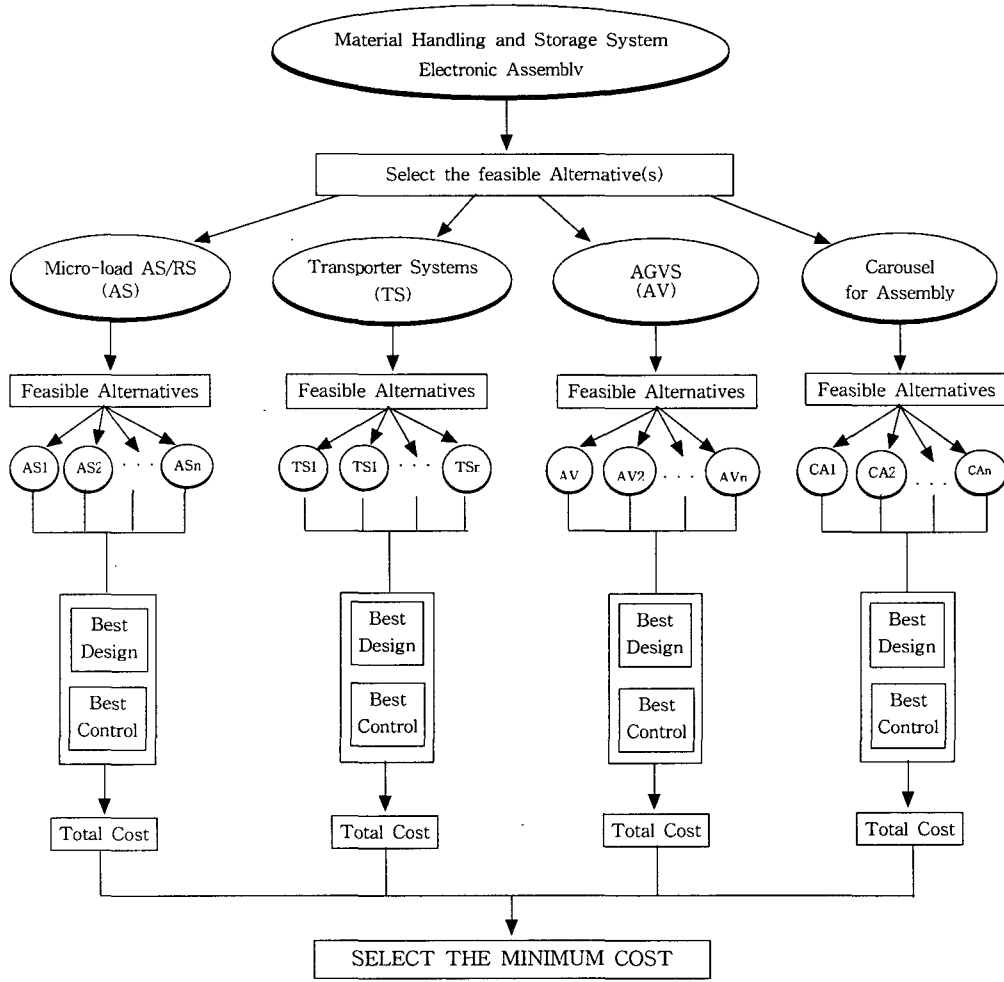 Material Handling and Storage System
Electronic Assembly
Select the feasible Alternative(s)
Micro-load AS/RS
(AS)
Transporter Systems
(TS)
AGVS
(AV)
Carousel
for Assembly
Feasible Alternatives
Feasible Alternatives
Feasible Alternatives
Feasible Alternatives
AS1
AS2
. . .
ASn
TS1
TS1
. . .
TSr
AV
AV2
. . .
AVn
CA1
CA2
. . .
CAn
Best
Design
Best
Control
Best
Design
Best
Control
Best
Design
Best
Control
Best
Design
Best
Control
Total Cost
Total Cost
Total Cost
Total Cost
SELECT THE MINIMUM COST